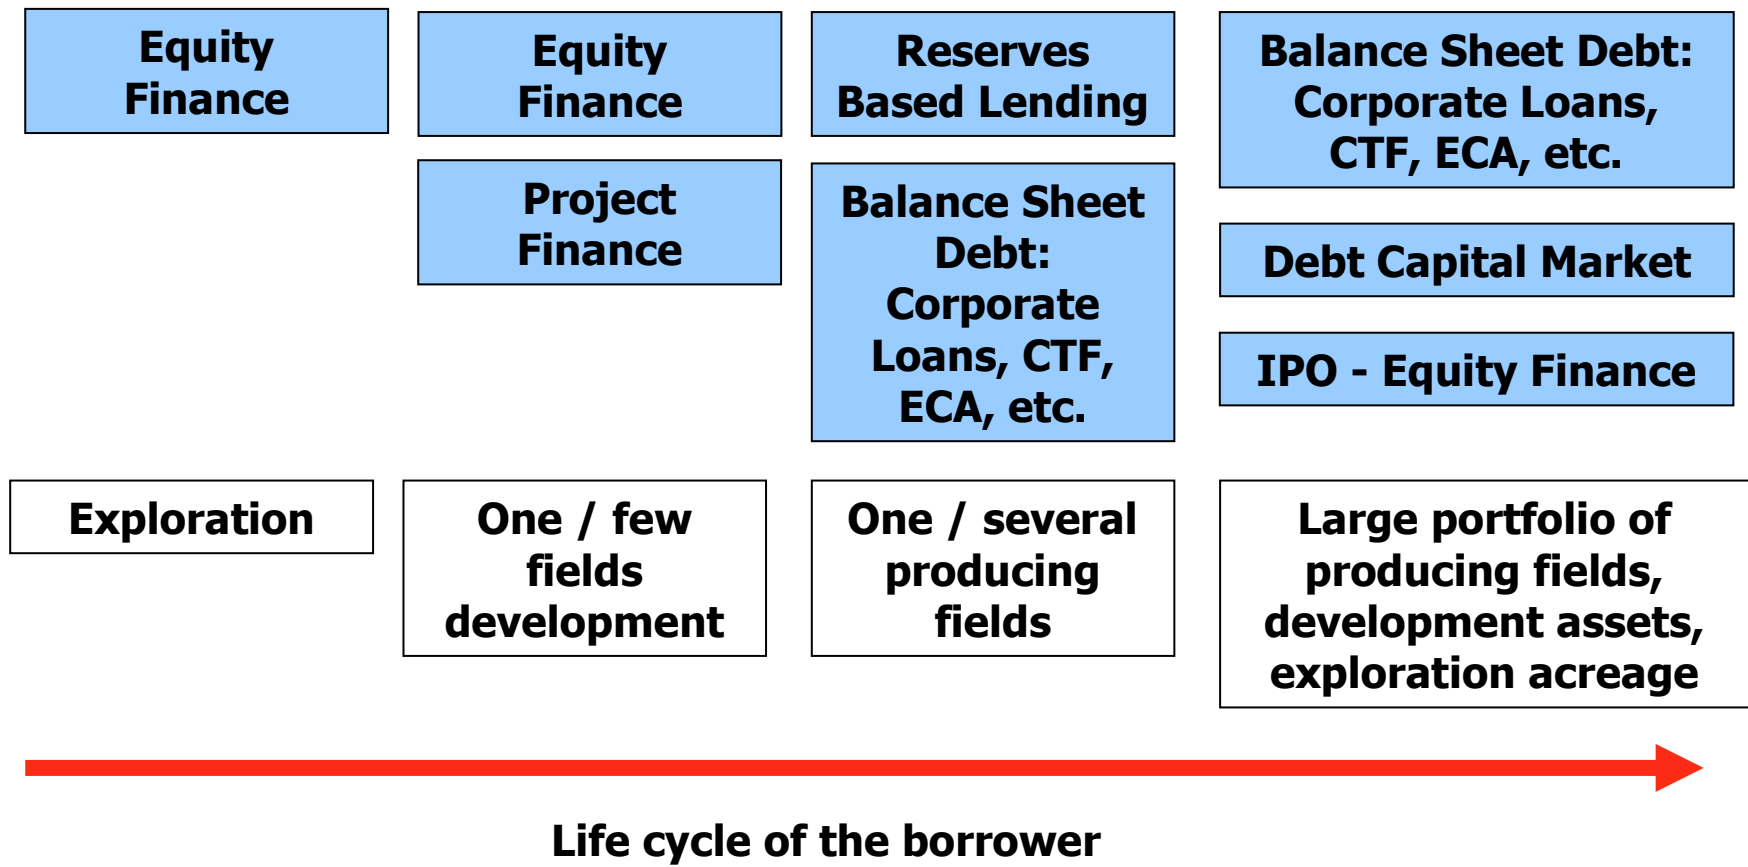 Equity
Finance
Equity
Finance
Project
Finance
Reserves
Based Lending
Balance Sheet
Debt:
Corporate
Loans, CTF,
ECA, etc.
Balance Sheet Debt:
Corporate Loans,
CTF, ECA, etc.
Debt Capital Market
IPO - Equity Finance
Exploration
One / few
fields
development
One / several
producing
fields
Large portfolio of
producing fields,
development assets,
exploration acreage
Life cycle of the borrower